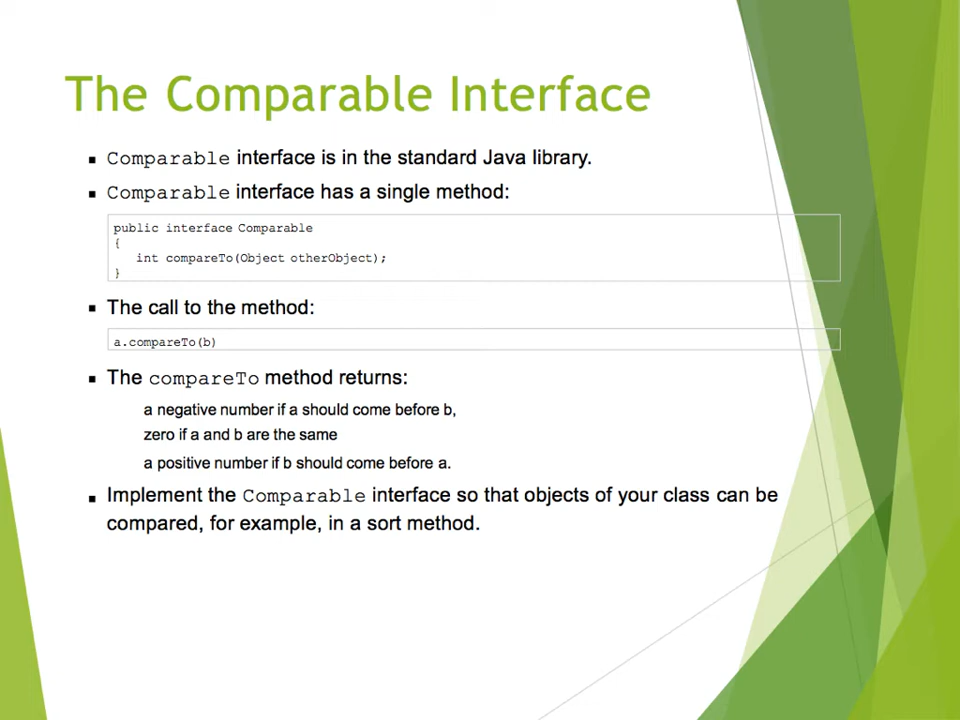 The Comparable Interface
Comparable interface is in the standard Java library.
Comparable interface has a single method:
public interface Comparable
{
int compareTo(Object otherObject);
}
The call to the method:
a.compareTo(b)
The compareTo method returns:
a negative number if a should come before b,
zero if a and b are the same
a positive number if b should come before a.
Implement the Comparable interface so that objects of your class can be
compared, for example, in a sort method.